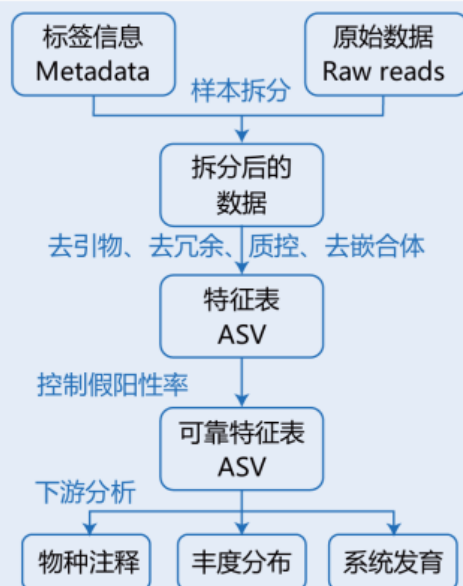 标签信息
Metadata
原始数据
Raw reads
样本拆分
拆分后的
数据
去引物、去冗余、质控、去嵌合体
特征表
ASV
控制假阳性率
可靠特征表
ASV
下游分析
物种注释
丰度分布
系统发育